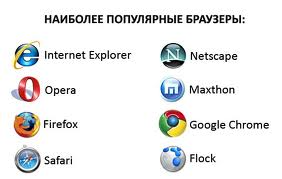 НАИБОЛЕЕ ПОПУЛЯРНЫЕ БРАУЗЕРЫ:
Internet Explorer
Opera
Firefox
Safari
Netscape
Maxthon
Google Chrome
Flock